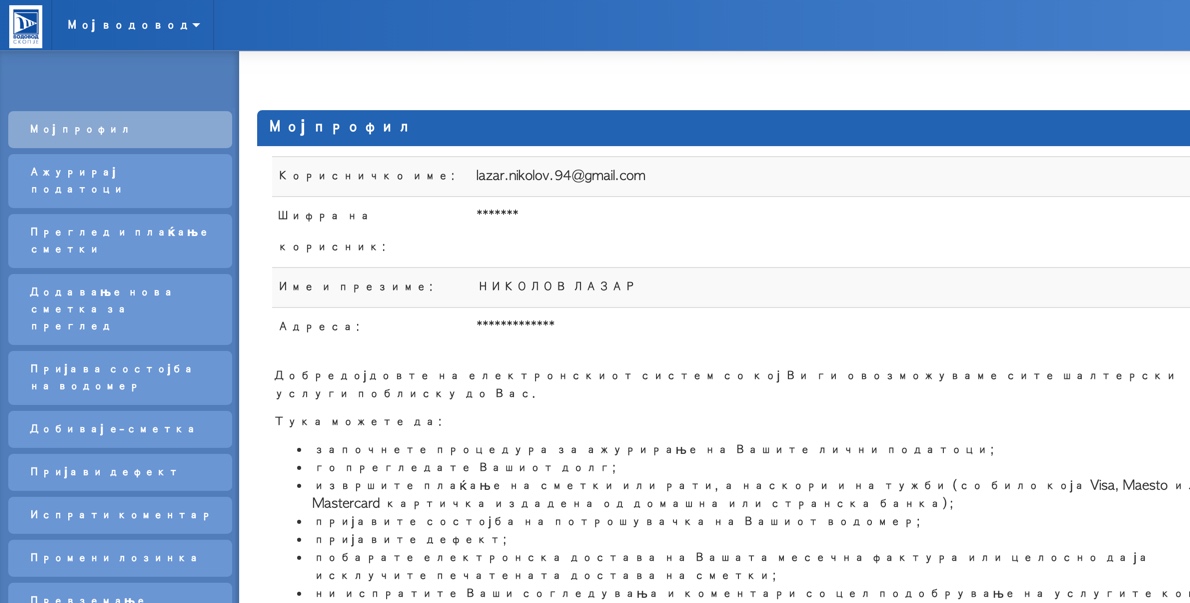 СКОПЈЕ
Мој водовод
Мој профил
Ажурирај
податоци
Преглед и плаќање
сметки
Додавање нова
сметка за
преглед
Пријава состојба
на водомер
Добивај е-сметка
Пријави дефект
Испрати коментар
Промени лозинка
Превземање
Мој профил
Корисничко име: lazar.nikolov.94@gmail.com
Шифра на
корисник: *******
Име и презиме: НИКОЛОВ ЛАЗАР
Адреса: *************
Добредојдовте на електронскиот систем со кој Ви ги овозможуваме сите шалтерски
услуги поблиску до Вас.
Тука можете да:
• започнете процедура за ажурирање на Вашите лични податоци;
• го прегледате Вашиот долг;
• извршите плаќање на сметки или рати, а наскори и на тужби (со било која Visa, Maesto и
Mastercard картичка издадена од домашна или странска банка);
• пријавите состојба на потрошувачка на Вашиот водомер;
• пријавите дефект;
• побарате електронска достава на Вашата месечна фактура или целосно да ја
исклучите печатената достава на сметки;
• ни испратите Ваши согледувања и коментари со цел подобрување на услугите